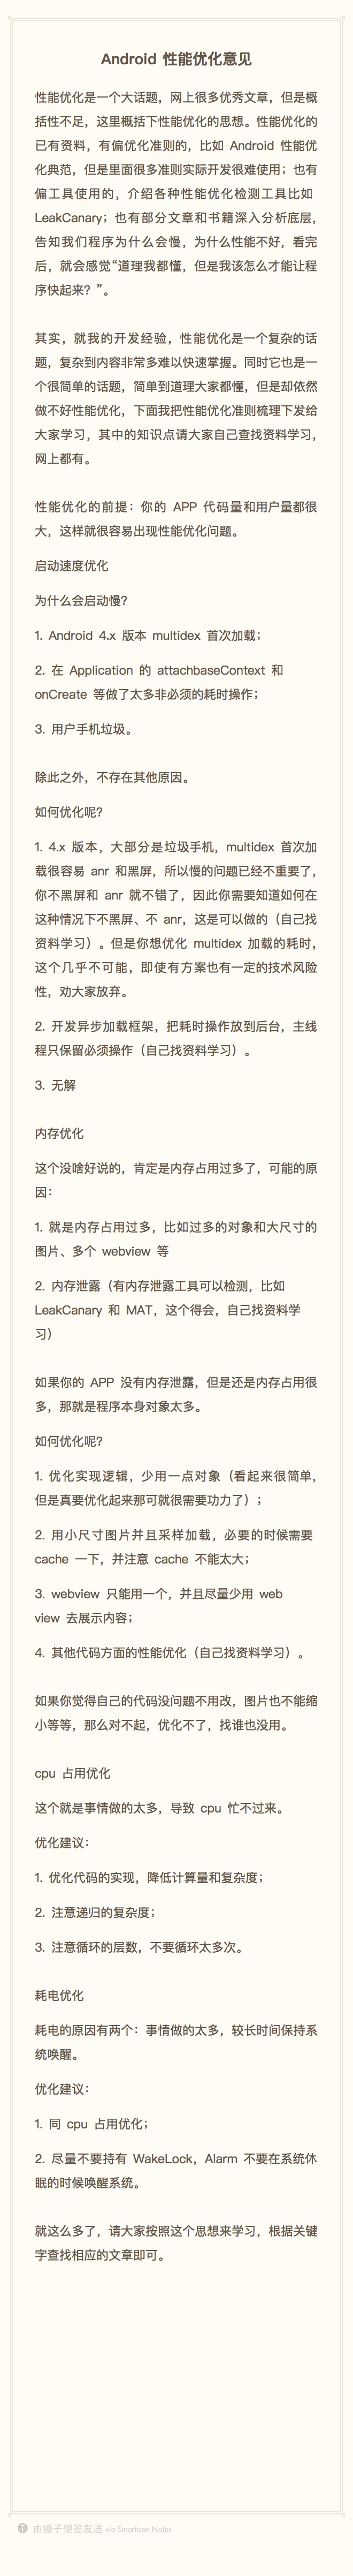 Android 性能优化意见
性能优化是一个大话题，网上很多优秀文章，但是概
括性不足，这里概括下性能优化的思想。性能优化的
已有资料，有偏优化准则的，比如 Android 性能优
化典范，但是里面很多准则实际开发很难使用；也有
偏工具使用的，介绍各种性能优化检测工具比如
LeakCanary；也有部分文章和书籍深入分析底层，
告知我们程序为什么会慢，为什么性能不好，看完
后，就会感觉“道理我都懂，但是我该怎么才能让程
序快起来？”。
其实，就我的开发经验，性能优化是一个复杂的话
题，复杂到内容非常多难以快速掌握。同时它也是一
个很简单的话题，简单到道理大家都懂，但是却依然
做不好性能优化，下面我把性能优化准则梳理下发给
大家学习，其中的知识点请大家自己查找资料学习，
网上都有。
性能优化的前提：你的 APP 代码量和用户量都很
大，这样就很容易出现性能优化问题。
启动速度优化
为什么会启动慢？
1. Android 4.x 版本 multidex 首次加载；
2. 在 Application 的 attachbaseContext 和
onCreate 等做了太多非必须的耗时操作；
3. 用户手机垃圾。
除此之外，不存在其他原因。
如何优化呢？
1. 4.x 版本，大部分是垃圾手机，multidex 首次加
载很容易 anr 和黑屏，所以慢的问题已经不重要了，
你不黑屏和 anr 就不错了，因此你需要知道如何在
这种情况下不黑屏、不 anr，这是可以做的（自己找
资料学习）。但是你想优化 multidex 加载的耗时，
这个几乎不可能，即使有方案也有一定的技术风险
性，劝大家放弃。
2. 开发异步加载框架，把耗时操作放到后台，主线
程只保留必须操作（自己找资料学习）。
3. 无解
内存优化
这个没啥好说的，肯定是内存占用过多了，可能的原
因：
1. 就是内存占用过多，比如过多的对象和大尺寸的
图片、多个 webview 等
2. 内存泄露（有内存泄露工具可以检测，比如
LeakCanary 和 MAT，这个得会，自己找资料学
习）
如果你的 APP 没有内存泄露，但是还是内存占用很
多，那就是程序本身对象太多。
如何优化呢？
1. 优化实现逻辑，少用一点对象（看起来很简单，
但是真要优化起来那可就很需要功力了）；
2. 用小尺寸图片并且采样加载，必要的时候需要
cache 一下，并注意 cache 不能太大；
3. webview 只能用一个，并且尽量少用 web
view 去展示内容；
4. 其他代码方面的性能优化（自己找资料学习）。
如果你觉得自己的代码没问题不用改，图片也不能缩
小等等，那么对不起，优化不了，找谁也没用。
cpu 占用优化
这个就是事情做的太多，导致 cpu 忙不过来。
优化建议：
1. 优化代码的实现，降低计算量和复杂度；
2. 注意递归的复杂度；
3. 注意循环的层数，不要循环太多次。
耗电优化
耗电的原因有两个：事情做的太多，较长时间保持系
统唤醒。
优化建议：
1. 同 cpu 占用优化；
2. 尽量不要持有 WakeLock，Alarm 不要在系统休
眠的时候唤醒系统。
就这么多了，请大家按照这个思想来学习，根据关键
字查找相应的文章即可。
由锤子便签发送 via Smartisan Notes